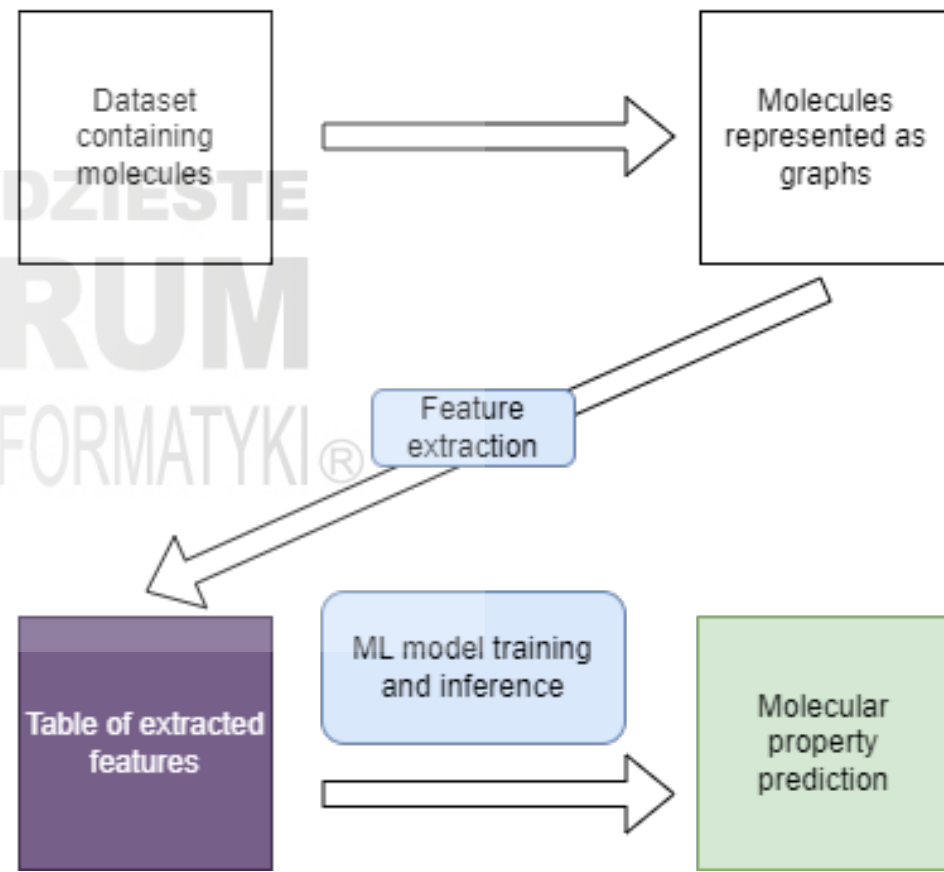 Dataset
containing
molecules
Molecules
represented as
graphs
DZIESTE
RUM
FORMATYKI®
Feature
extraction
ML model training
and inference
Table of extracted
features
Molecular
property
prediction